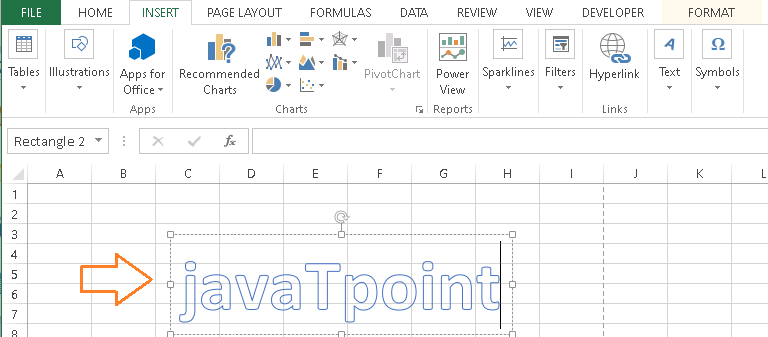 FILE HOME INSERT PAGE LAYOUT FORMULAS DATA REVIEW VIEW DEVELOPER FORMAT
Tables Illustrations Apps for Office Recommended Charts PivotChart Power View Sparklines Filters Hyperlink Text Symbols
Apps Charts Reports Links
Rectangle 2 fx
A B C D E F G H I J K L
1
2
3
4
5
6
7
8
javaTpoint